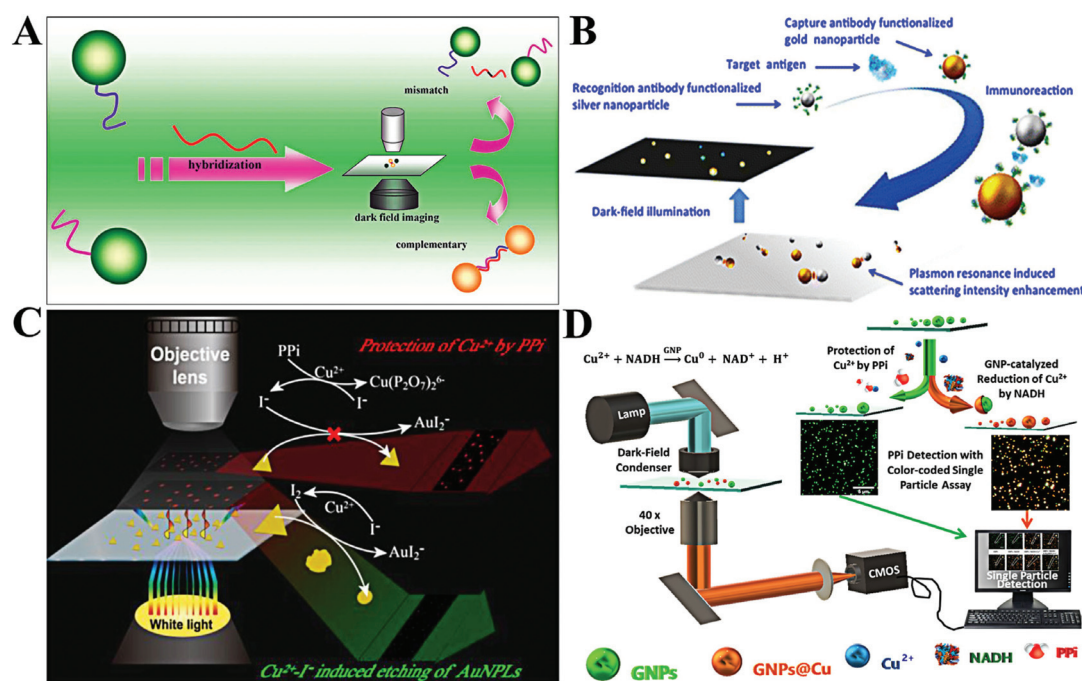 A
mismatch
hybridization
dark field imaging
complementary
B
Capture antibody functionalized
gold nanoparticle
Target antigen
Recognition antibody functionalized
silver nanoparticle
Immunoreaction
Dark-field illumination
Plasmon resonance induced
scattering intensity enhancement
C
Objective
lens
Protection of Cu²⁺ by PPi
PPi
Cu²⁺
Cu(P₂O₇)₂⁶⁻
I⁻
I⁻
AuI₂⁻
I₂
Cu²⁺
I⁻
AuI₂⁻
White light
Cu²⁺-I⁻ induced etching of AuNPLs
D
Cu²⁺ + NADH GNP→ Cu⁰ + NAD⁺ + H⁺
Protection of
Cu²⁺ by PPi
GNP-catalyzed
Reduction of Cu²⁺
by NADH
Lamp
Dark-Field
Condenser
PPi Detection with
Color-coded Single
Particle Assay
40 x
Objective
CMOS
Single Particle
Detection
GNPs
GNPs@Cu
Cu²⁺
NADH
PPi